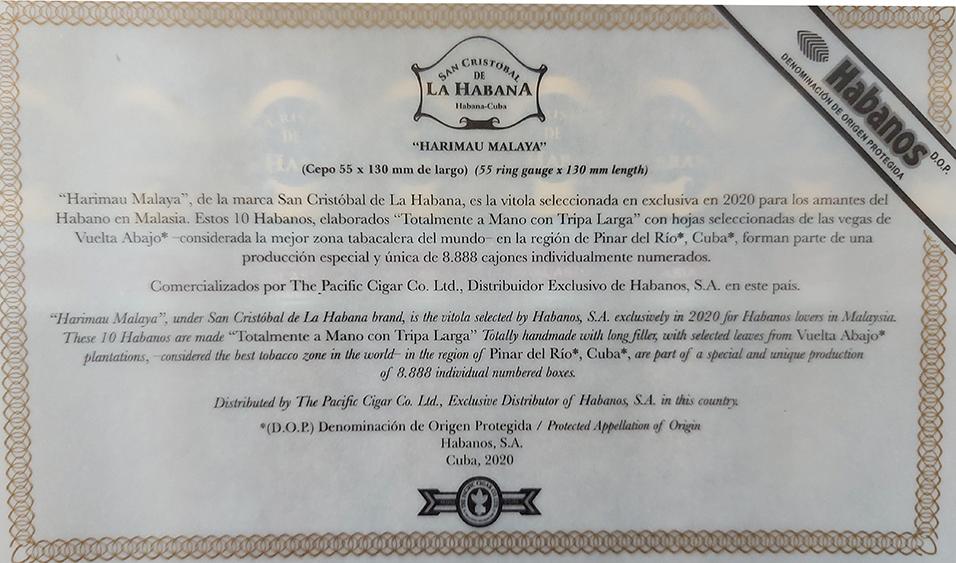 SAN CRISTOBAL
DE
LA HABANA
Habana-Cuba
Habanos D.O.P.
DENOMINACIÓN DE ORIGEN PROTEGIDA
“HARIMAU MALAYA”
(Cepo 55 x 130 mm de largo) (55 ring gauge x 130 mm length)
“Harimau Malaya”, de la marca San Cristóbal de La Habana, es la vitola seleccionada en exclusiva en 2020 para los amantes del
Habano en Malasia. Estos 10 Habanos, elaborados “Totalmente a Mano con Tripa Larga” con hojas seleccionadas de las vegas de
Vuelta Abajo* –considerada la mejor zona tabacalera del mundo– en la región de Pinar del Río*, Cuba*, forman parte de una
producción especial y única de 8.888 cajones individualmente numerados.
Comercializados por The Pacific Cigar Co. Ltd., Distribuidor Exclusivo de Habanos, S.A. en este país.
“Harimau Malaya”, under San Cristóbal de La Habana brand, is the vitola selected by Habanos, S.A. exclusively in 2020 for Habanos lovers in Malaysia.
These 10 Habanos are made “Totalmente a Mano con Tripa Larga” Totally handmade with long filler, with selected leaves from Vuelta Abajo*
plantations, –considered the best tobacco zone in the world– in the region of Pinar del Río*, Cuba*, are part of a special and unique production
of 8.888 individual numbered boxes.
Distributed by The Pacific Cigar Co. Ltd., Exclusive Distributor of Habanos, S.A. in this country.
*(D.O.P.) Denominación de Origen Protegida / Protected Appellation of Origin
Habanos, S.A.
Cuba, 2020